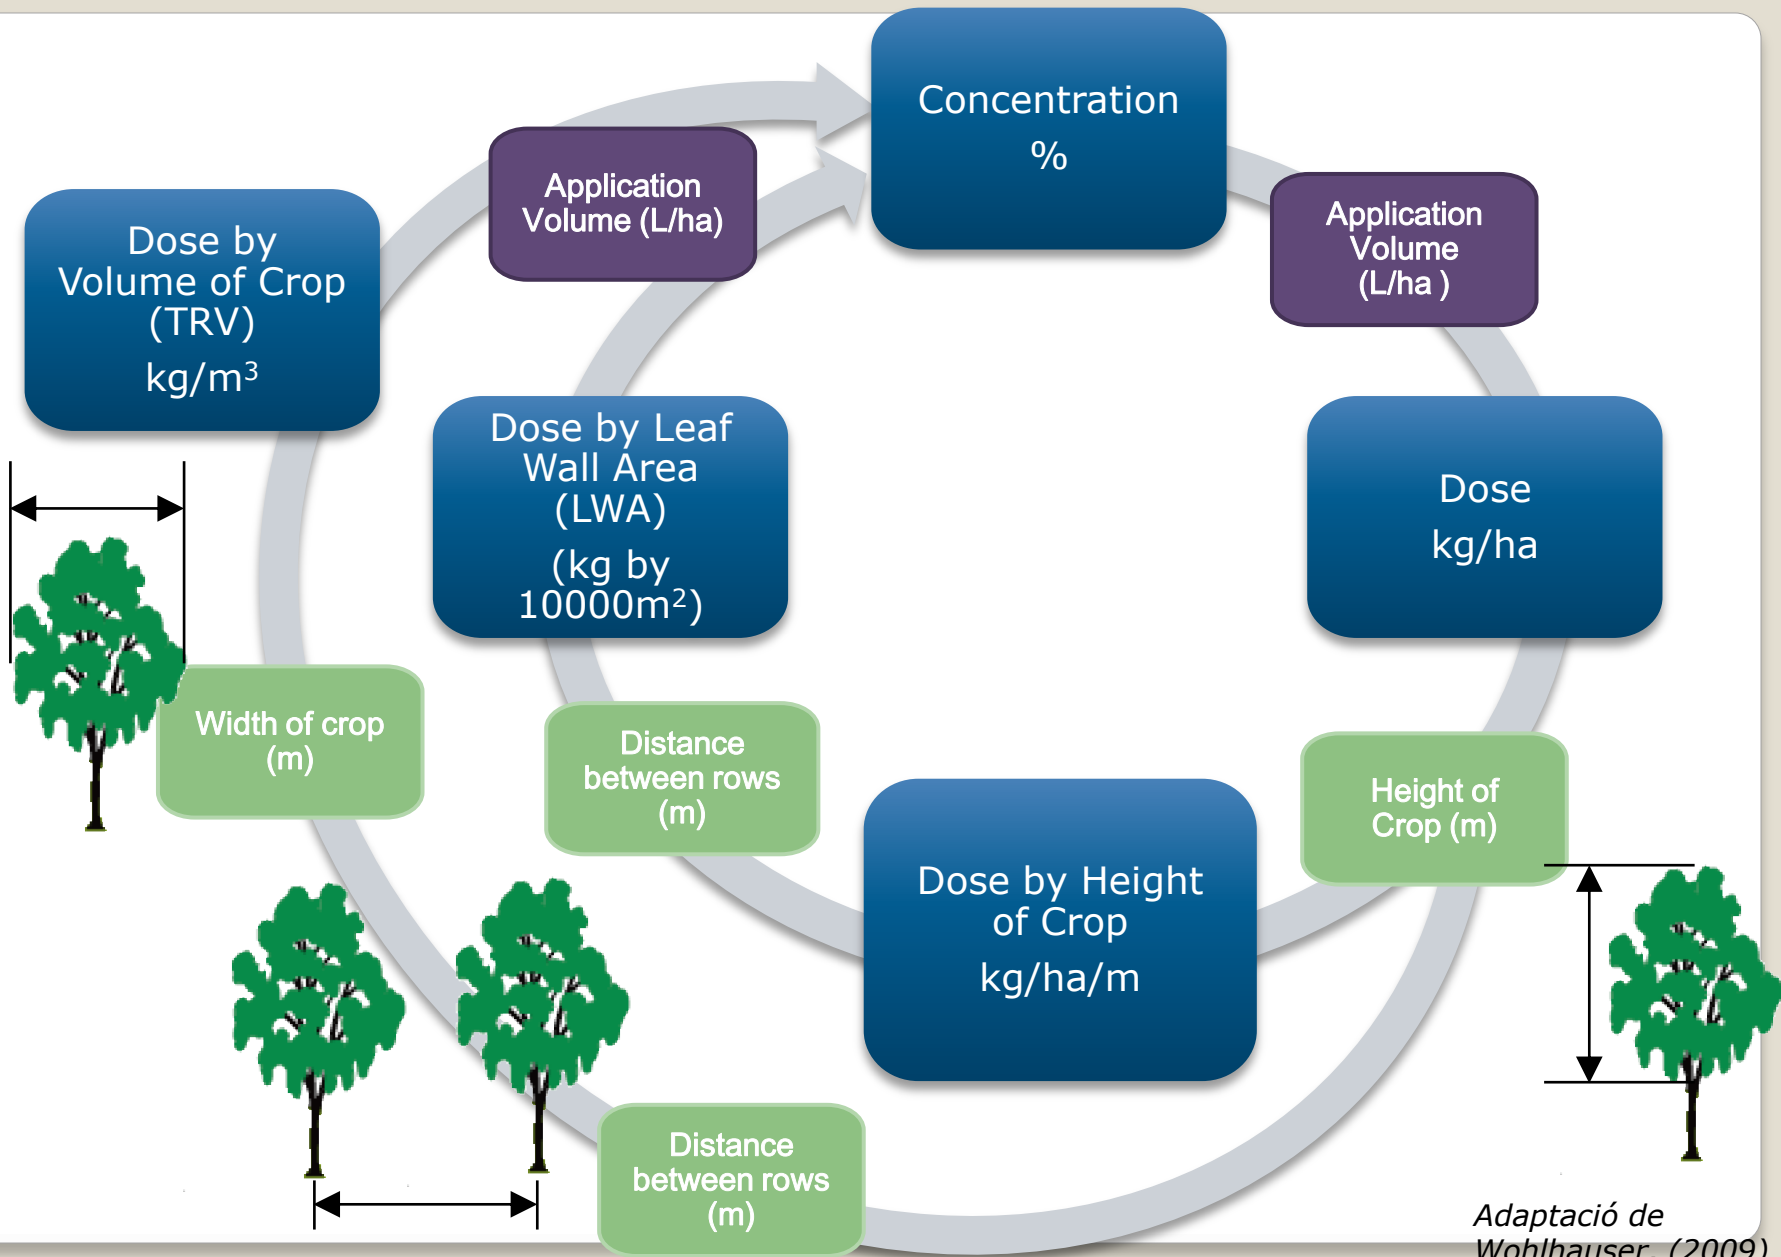 Concentration
%
Application
Volume (L/ha)
Application
Volume
(L/ha )
Dose by
Volume of Crop
(TRV)
kg/m³
Dose by Leaf
Wall Area
(LWA)
(kg by
10000m²)
Dose
kg/ha
Width of crop
(m)
Distance
between rows
(m)
Height of
Crop (m)
Dose by Height
of Crop
kg/ha/m
Distance
between rows
(m)
Adaptació de
Wohlhauser, (2009)